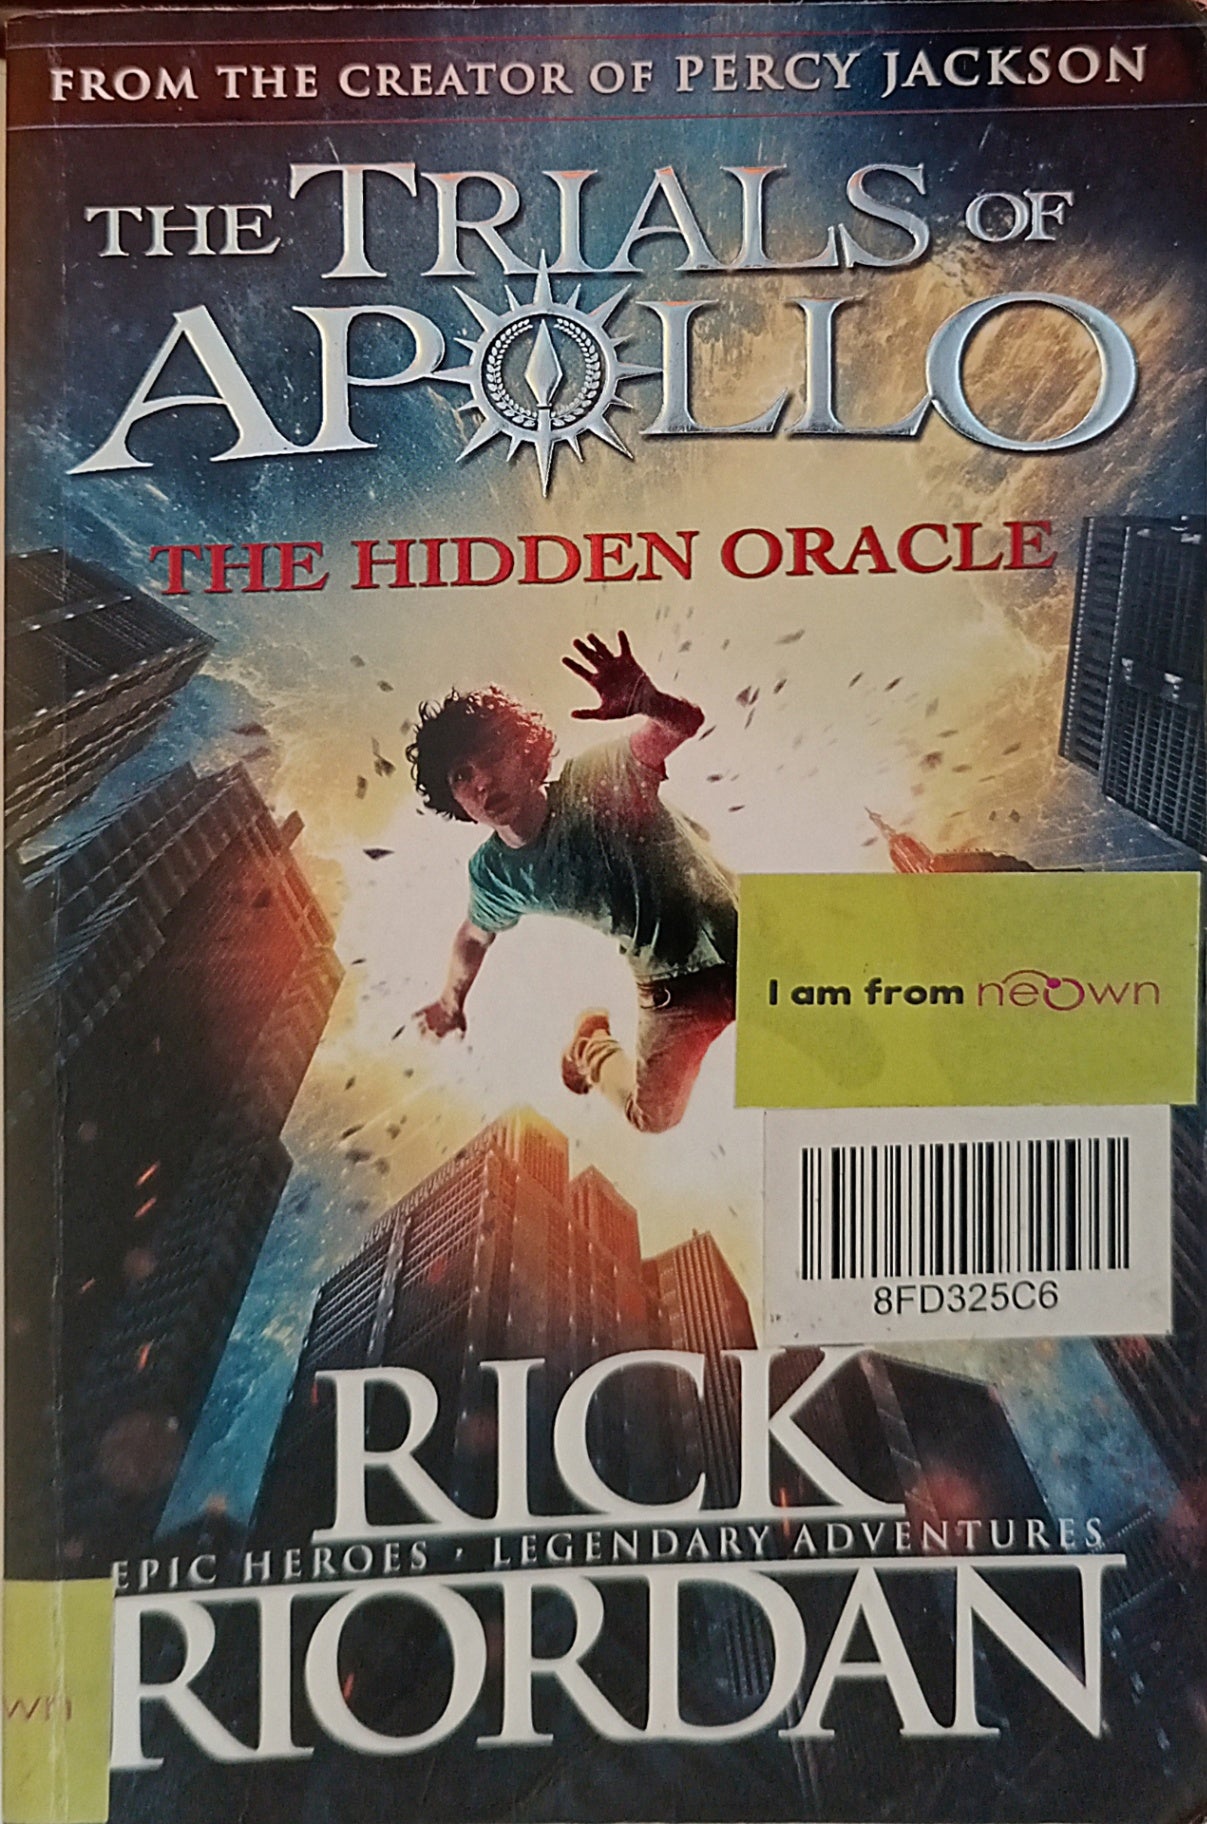 FROM THE CREATOR OF PERCY JACKSON
THE TRIALS OF
APOLLO
THE HIDDEN ORACLE
I am from neOwn
8FD325C6
RICK
EPIC HEROES · LEGENDARY ADVENTURES
RIORDAN
wn